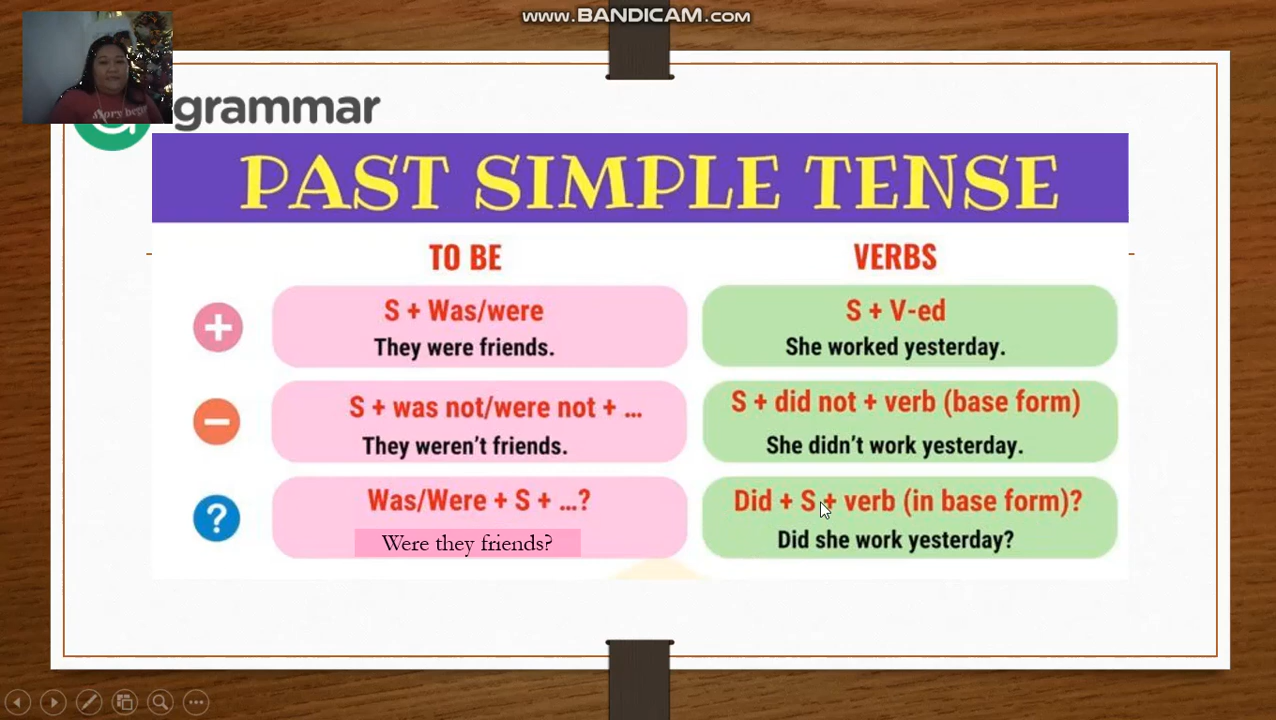 www.BANDICAM.com
grammar
PAST SIMPLE TENSE
TO BE
VERBS
S + Was/were
They were friends.
S + V-ed
She worked yesterday.
S + was not/were not + ...
They weren't friends.
S + did not + verb (base form)
She didn't work yesterday.
Was/Were + S + ...?
Were they friends?
Did + S + verb (in base form)?
Did she work yesterday?